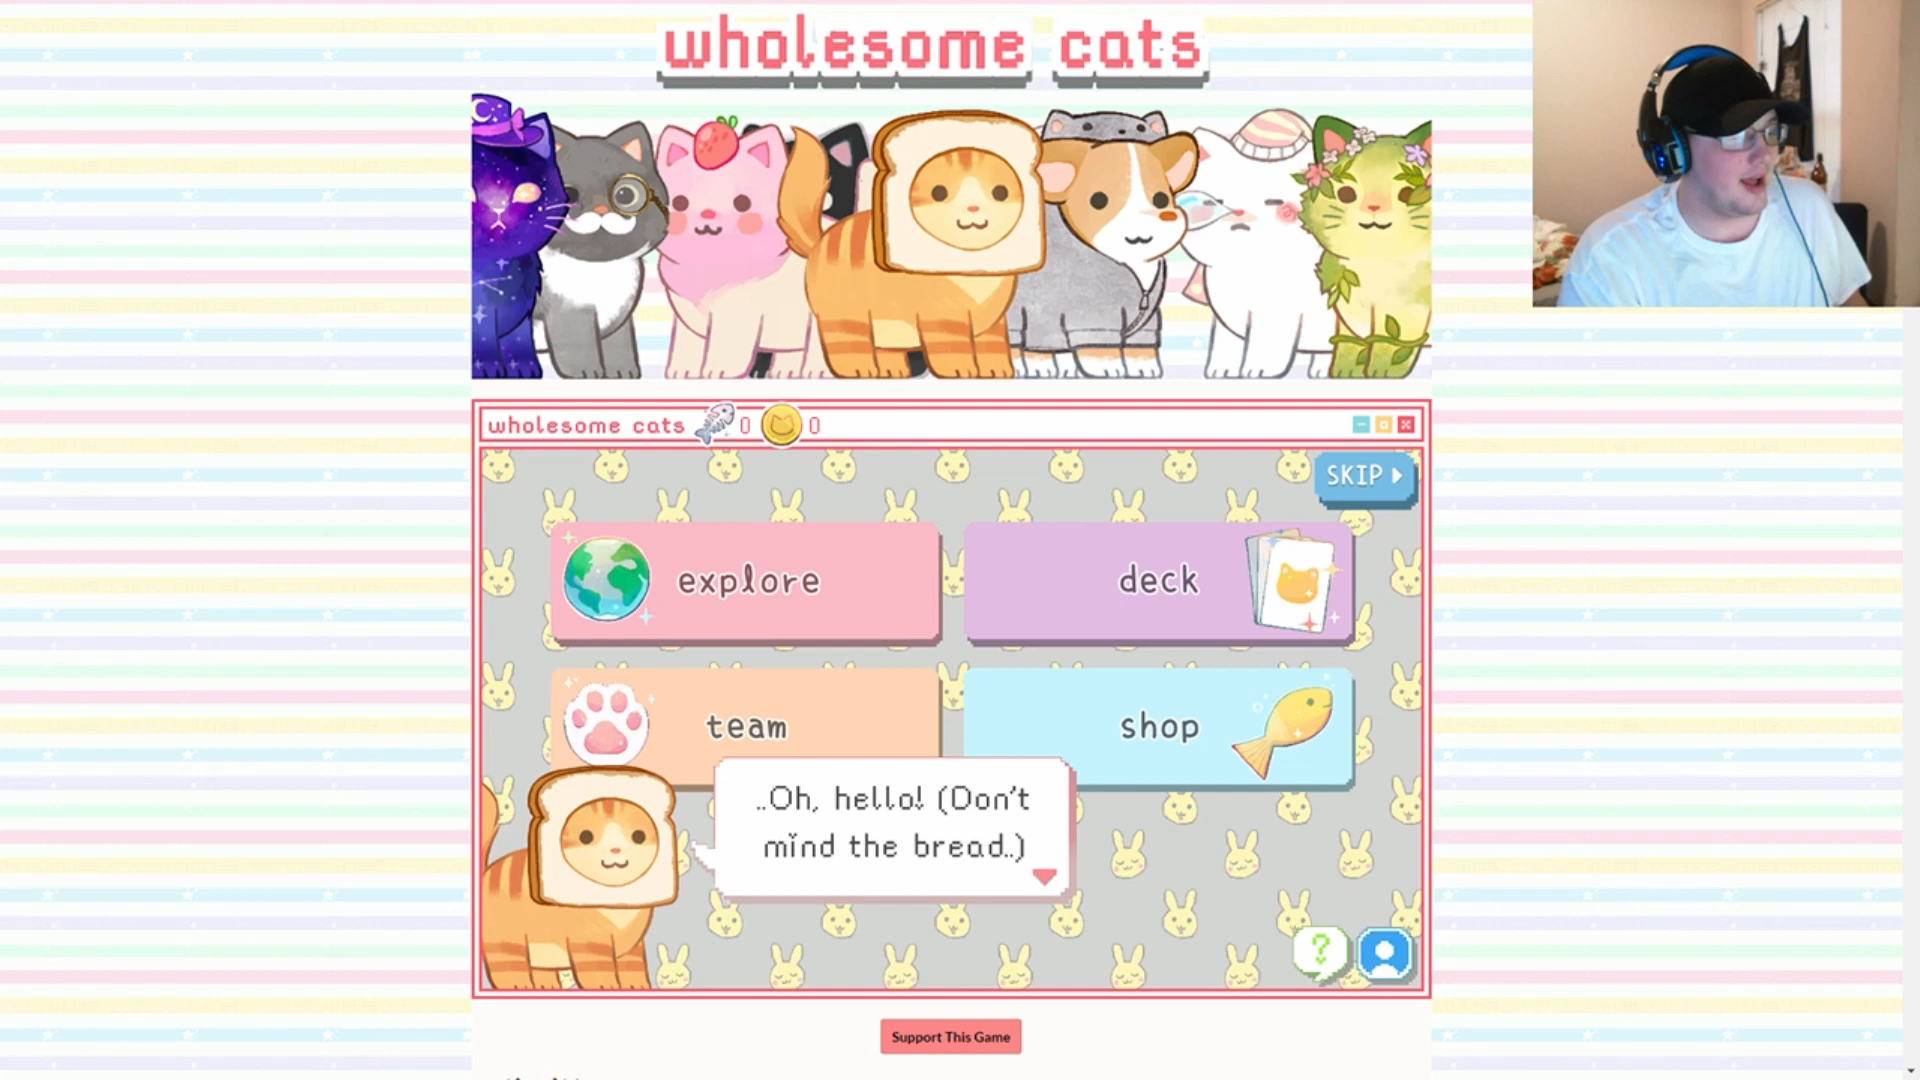 wholesome cats
wholesome cats 0 0
SKIP
explore
deck
team
shop
..Oh, hello! (Don't
mind the bread..)
?
Support This Game